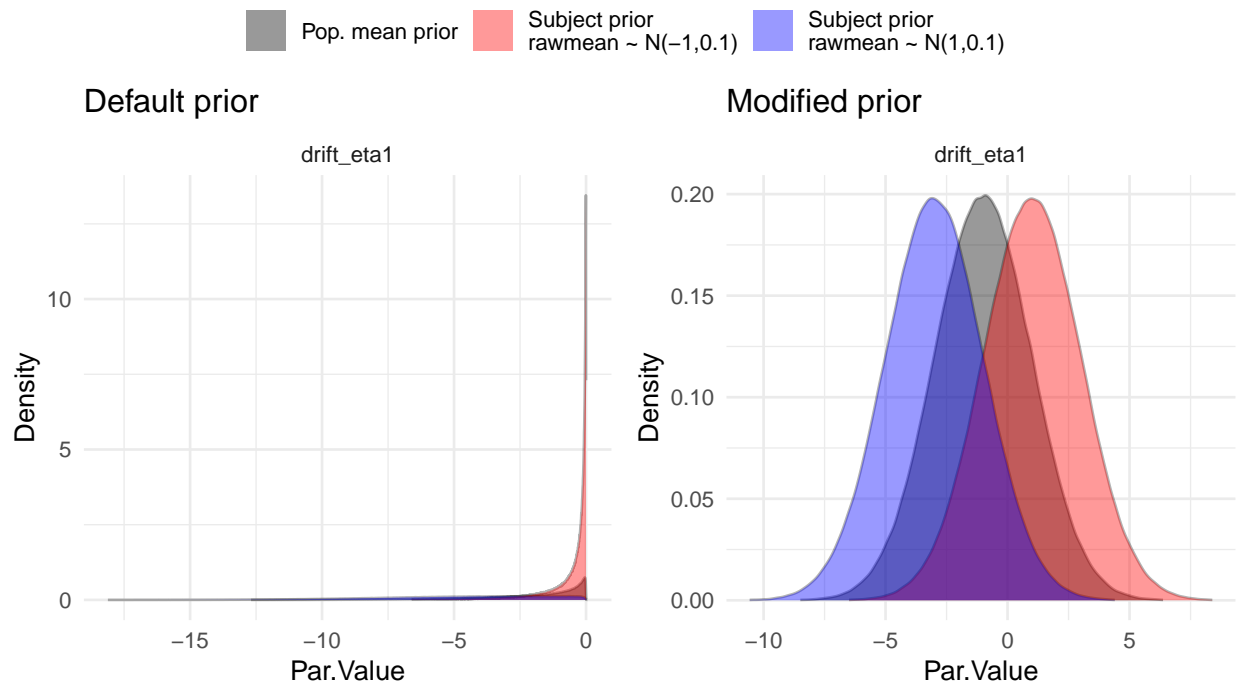 Pop. mean prior
Subject prior
rawmean ~ N(−1,0.1)
Subject prior
rawmean ~ N(1,0.1)
Default prior
drift_eta1
Density
10
5
0
−15
−10
−5
0
Par.Value
Modified prior
drift_eta1
Density
0.20
0.15
0.10
0.05
0.00
−10
−5
0
5
Par.Value